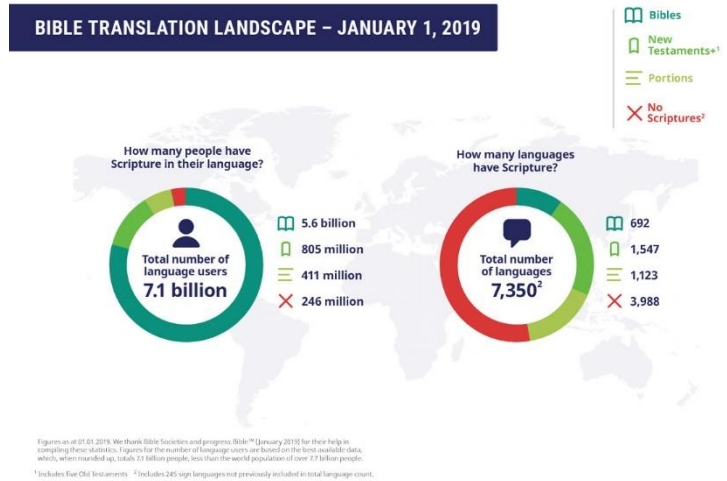 BIBLE TRANSLATION LANDSCAPE – JANUARY 1, 2019
Bibles
New
Testaments+¹
Portions
No
Scriptures²
How many people have
Scripture in their language?
Total number of
language users
7.1 billion
5.6 billion
805 million
411 million
246 million
How many languages
have Scripture?
Total number
of languages
7,350²
692
1,547
1,123
3,988
Figures as at 01.01.2019. We thank Bible Societies and progress.Bible™ (January 2019) for their help in
compiling these statistics. Figures for the number of language users are based on the best available data,
which, when rounded up, totals 7.1 billion people, less than the world population of over 7.7 billion people.
¹ Includes five Old Testaments ² Includes 245 sign languages not previously included in total language count.